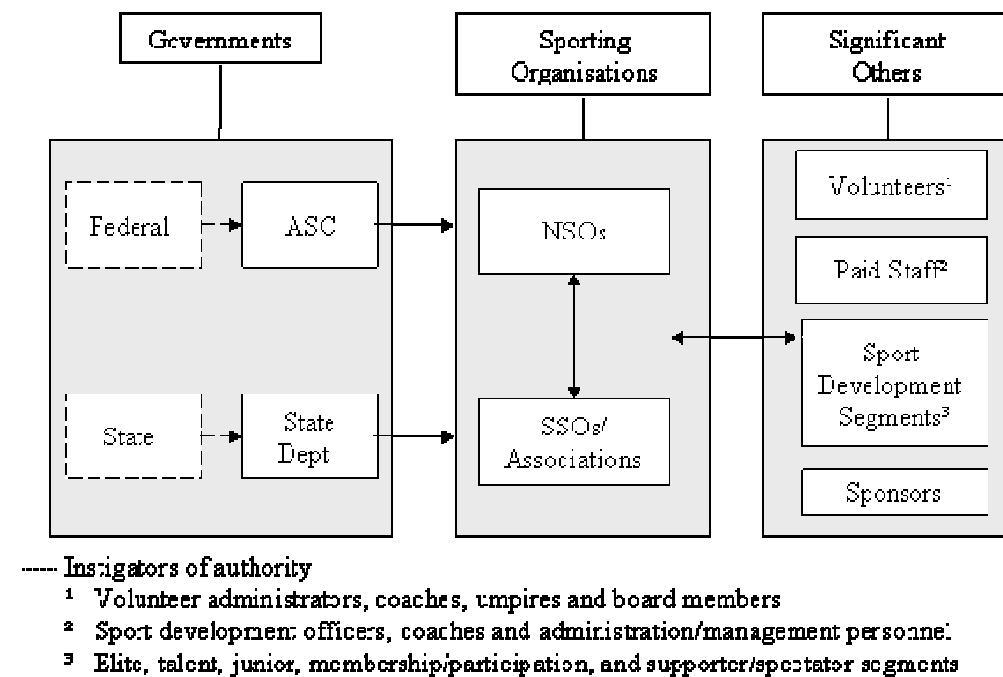 Governments
Sporting
Organisations
Significant
Others
Federal
ASC
NSOs
Volunteers¹
Paid Staff²
Sport
Development
Segments³
State
State
Dept
SSOs/
Associations
Sponsors
----- Instigators of authority
¹ Volunteer administrators, coaches, umpires and board members
² Sport development officers, coaches and administration/management personnel
³ Elite, talent, junior, membership/participation, and supporter/spectator segments